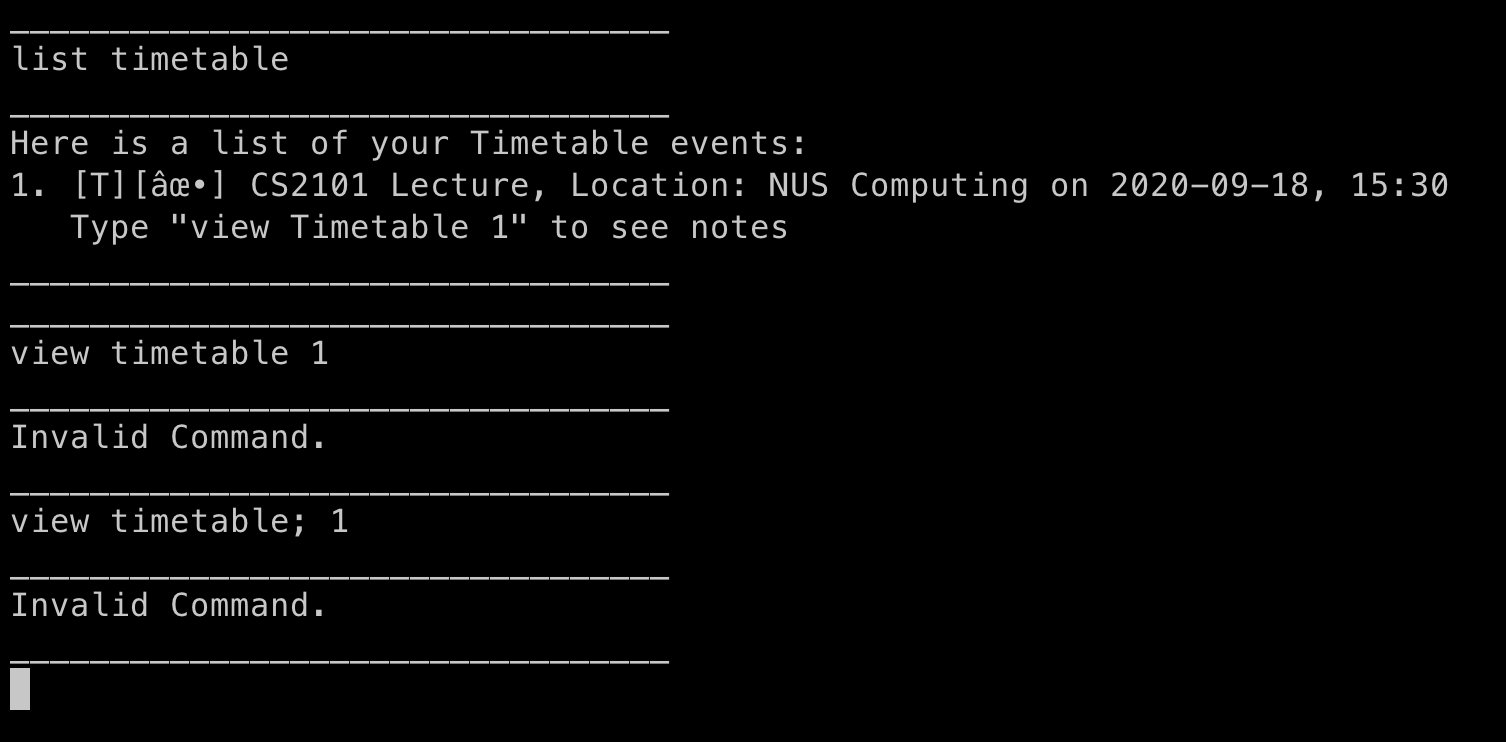 _________________________________
list timetable
_________________________________
Here is a list of your Timetable events:
1. [T][âœ•] CS2101 Lecture, Location: NUS Computing on 2020-09-18, 15:30
   Type "view Timetable 1" to see notes
_________________________________
_________________________________
view timetable 1
_________________________________
Invalid Command.
_________________________________
view timetable; 1
_________________________________
Invalid Command.
_________________________________